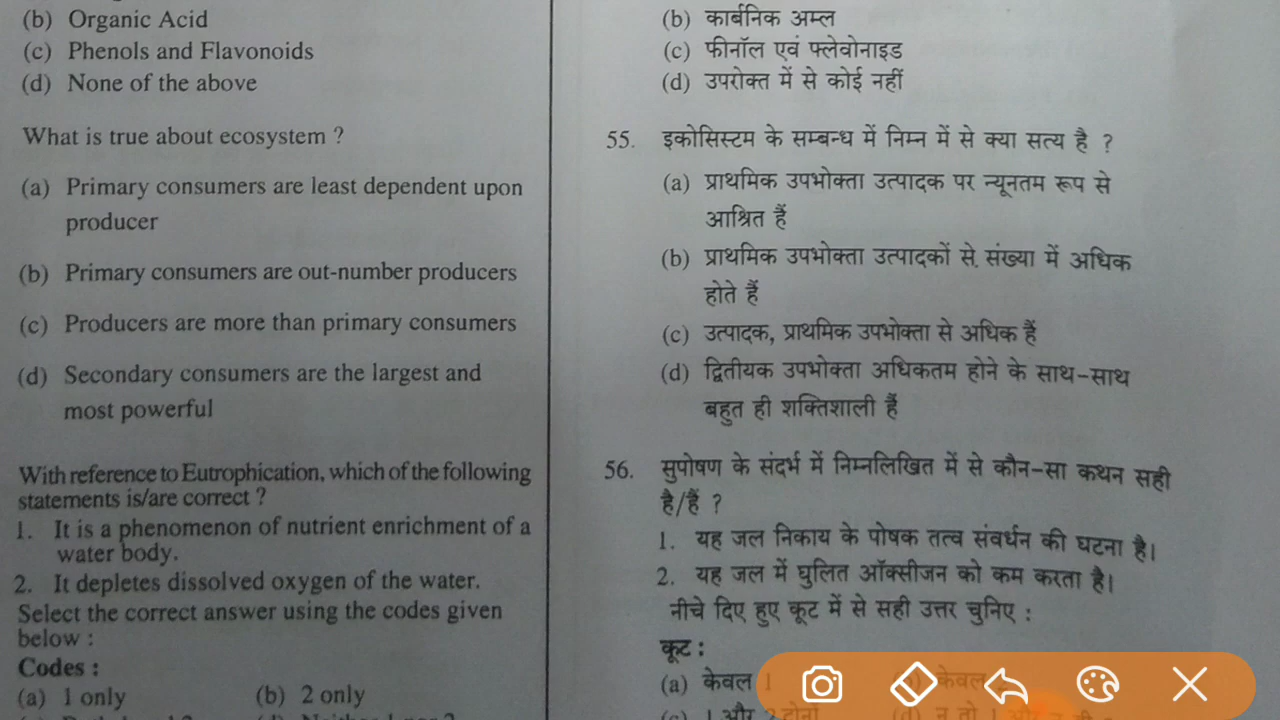 (b) Organic Acid
(c) Phenols and Flavonoids
(d) None of the above
What is true about ecosystem ?
(a) Primary consumers are least dependent upon
producer
(b) Primary consumers are out-number producers
(c) Producers are more than primary consumers
(d) Secondary consumers are the largest and
most powerful
With reference to Eutrophication, which of the following
statements is/are correct ?
1. It is a phenomenon of nutrient enrichment of a
water body.
2. It depletes dissolved oxygen of the water.
Select the correct answer using the codes given
below :
Codes :
(a) 1 only (b) 2 only
(b) कार्बनिक अम्ल
(c) फीनॉल एवं फ्लेवोनाइड
(d) उपरोक्त में से कोई नहीं
55. इकोसिस्टम के सम्बन्ध में निम्न में से क्या सत्य है ?
(a) प्राथमिक उपभोक्ता उत्पादक पर न्यूनतम रूप से
आश्रित हैं
(b) प्राथमिक उपभोक्ता उत्पादकों से संख्या में अधिक
होते हैं
(c) उत्पादक, प्राथमिक उपभोक्ता से अधिक हैं
(d) द्वितीयक उपभोक्ता अधिकतम होने के साथ-साथ
बहुत ही शक्तिशाली हैं
56. सुपोषण के संदर्भ में निम्नलिखित में से कौन-सा कथन सही
है/हैं ?
1. यह जल निकाय के पोषक तत्व संवर्धन की घटना है।
2. यह जल में घुलित ऑक्सीजन को कम करता है।
नीचे दिए हुए कूट में से सही उत्तर चुनिए :
कूट :
(a) केवल 1 केवल